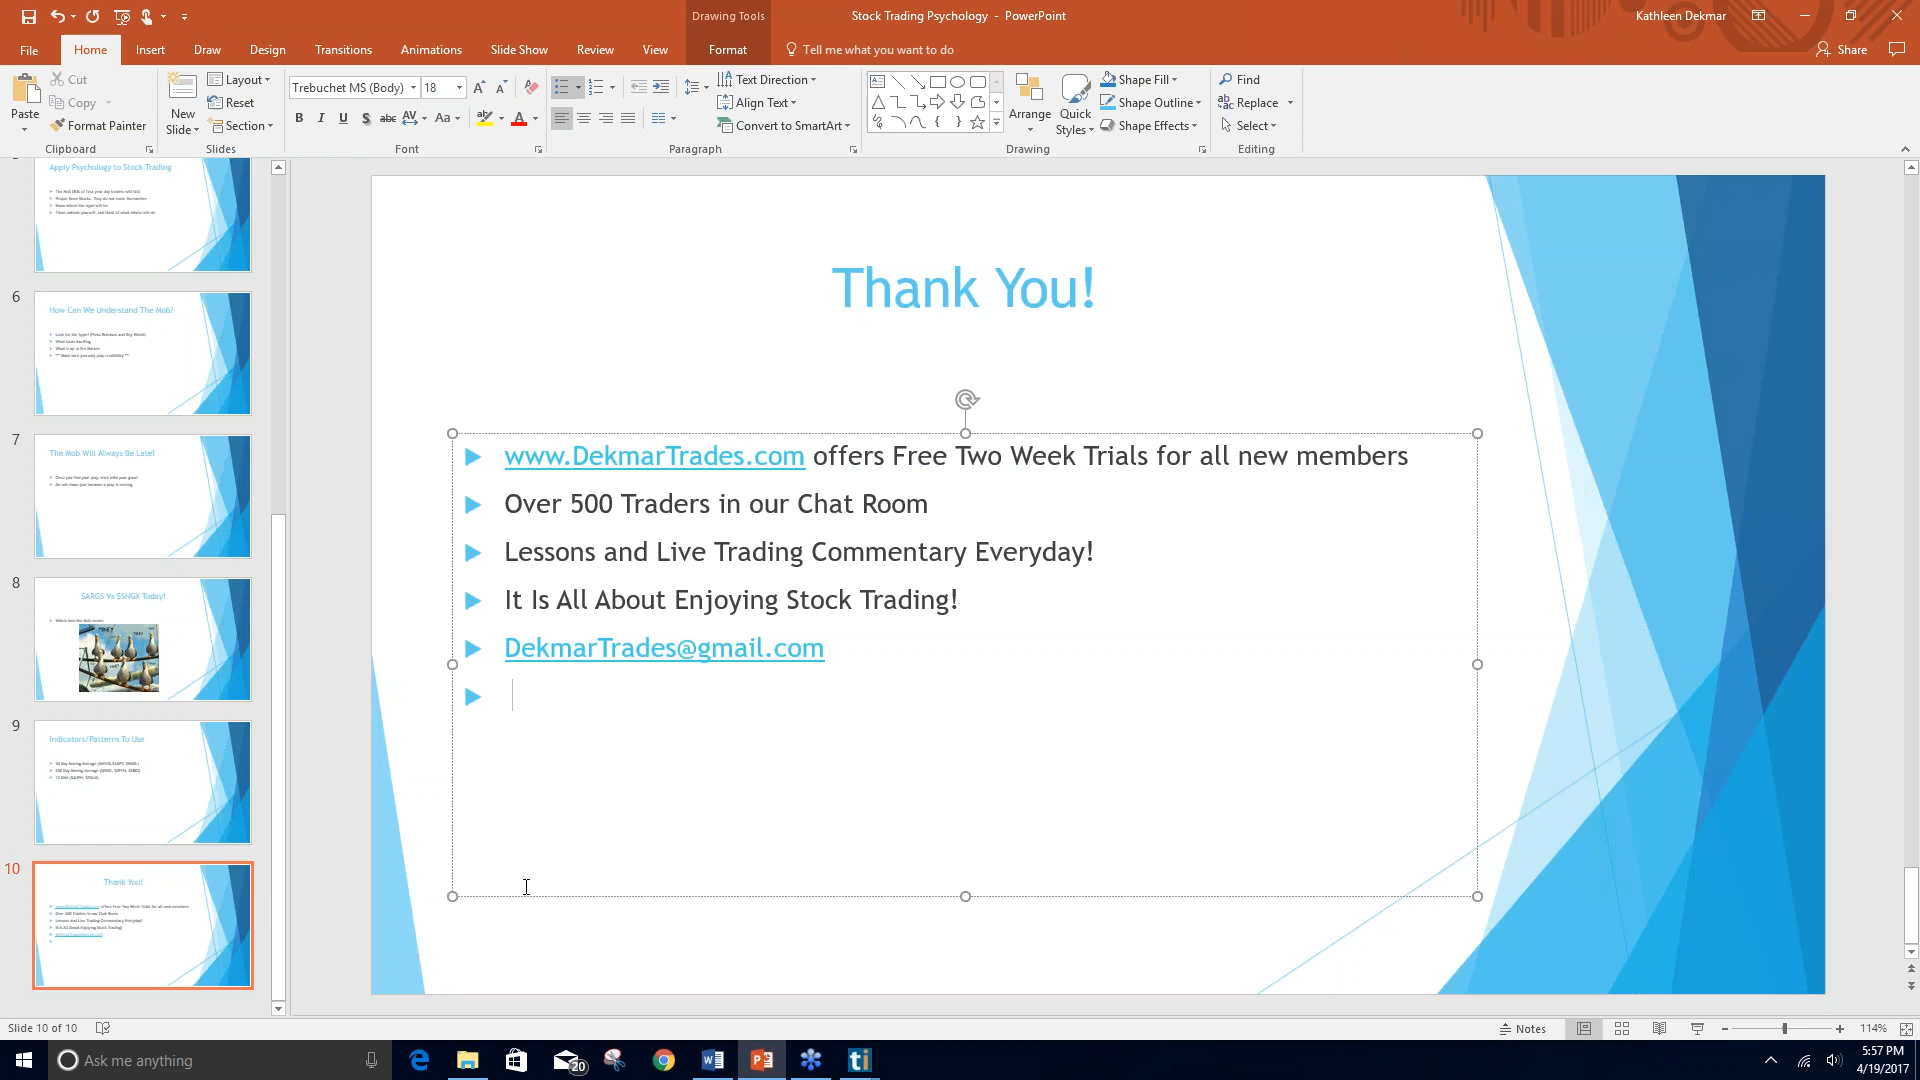 Drawing Tools
Stock Trading Psychology - PowerPoint
Kathleen Dekmar
File
Home
Insert
Draw
Design
Transitions
Animations
Slide Show
Review
View
Format
Tell me what you want to do
Share
Paste
Cut
Copy
Format Painter
Clipboard
New Slide
Layout
Reset
Section
Slides
Trebuchet MS (Body)
18
Font
Text Direction
Align Text
Convert to SmartArt
Paragraph
Arrange
Quick Styles
Shape Fill
Shape Outline
Shape Effects
Drawing
Find
Replace
Select
Editing
Apply Psychology to Stock Trading
6
How Can We Understand The Mob?
7
The Mob Will Always Be Late!
8
$ARGS Vs $SNGX Today!
9
Indicators/Patterns To Use
10
Thank You!
Thank You!
www.DekmarTrades.com offers Free Two Week Trials for all new members
Over 500 Traders in our Chat Room
Lessons and Live Trading Commentary Everyday!
It Is All About Enjoying Stock Trading!
DekmarTrades@gmail.com
Slide 10 of 10
Notes
114%
Ask me anything
20
5:57 PM
4/19/2017